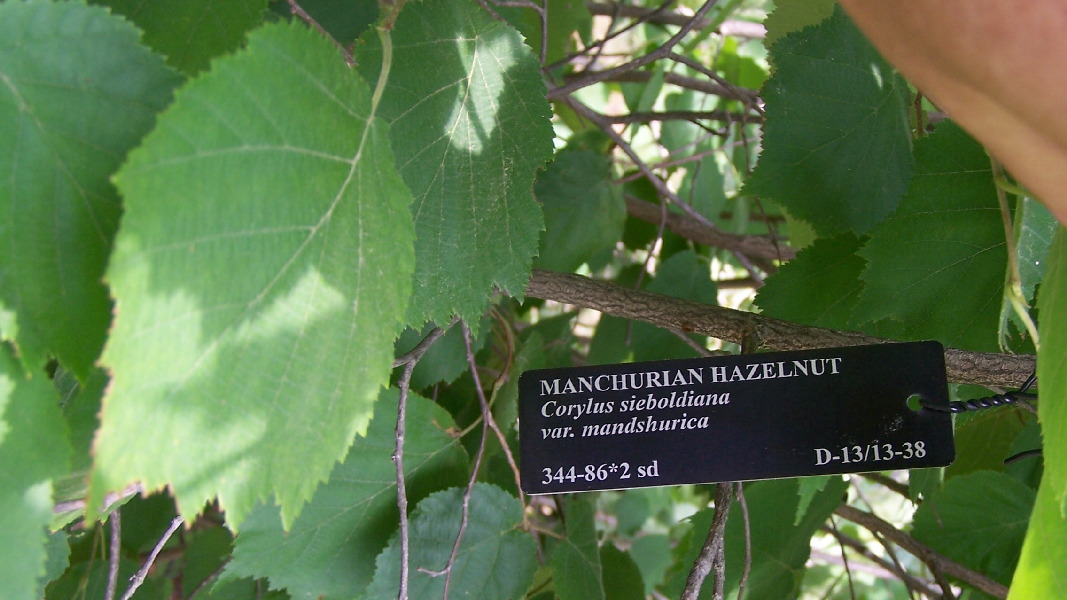 MANCHURIAN HAZELNUT
Corylus sieboldiana
var. mandshurica
344-86*2 sd D-13/13-38